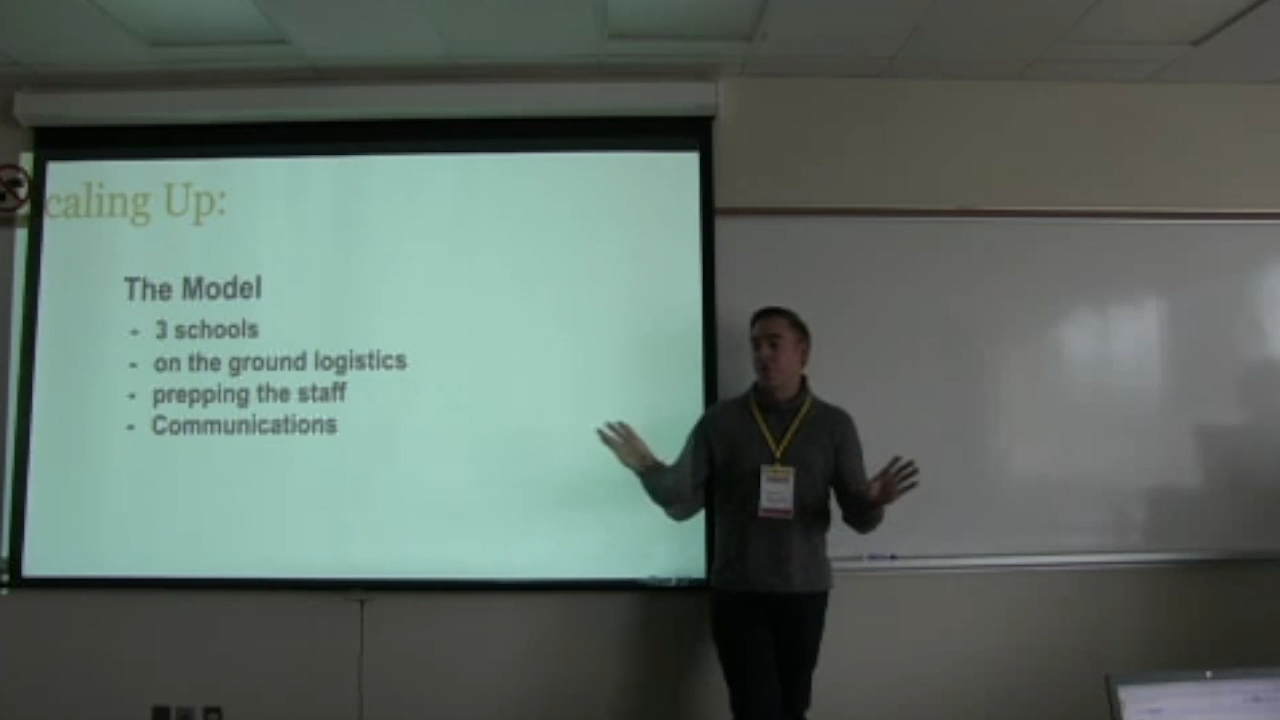 caling Up:
The Model
- 3 schools
- on the ground logistics
- prepping the staff
- Communications